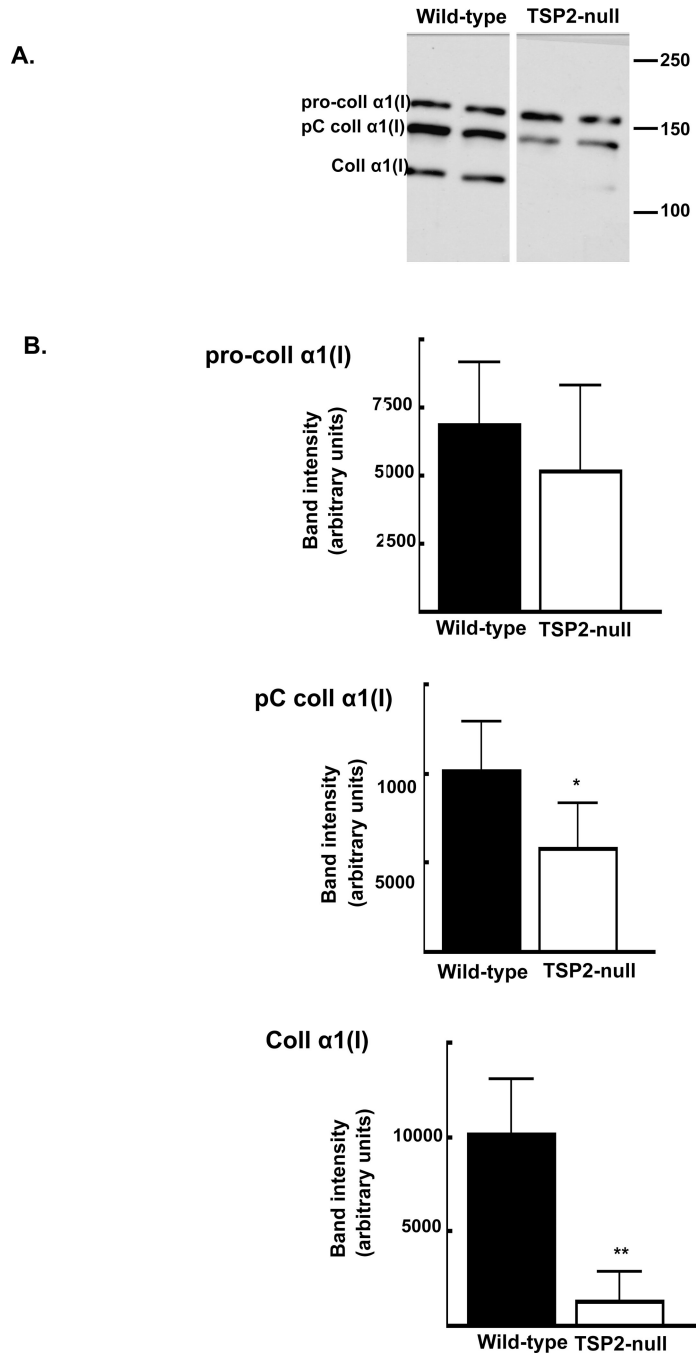 Wild-type TSP2-null
A.
250
pro-coll α1(I)
pC coll α1(I)
150
Coll α1(I)
100
B.
pro-coll α1(I)
Band intensity
(arbitrary units)
7500
5000
2500
Wild-type TSP2-null
pC coll α1(I)
Band intensity
(arbitrary units)
1000
*
5000
Wild-type TSP2-null
Coll α1(I)
Band intensity
(arbitrary units)
10000
5000
**
Wild-type TSP2-null